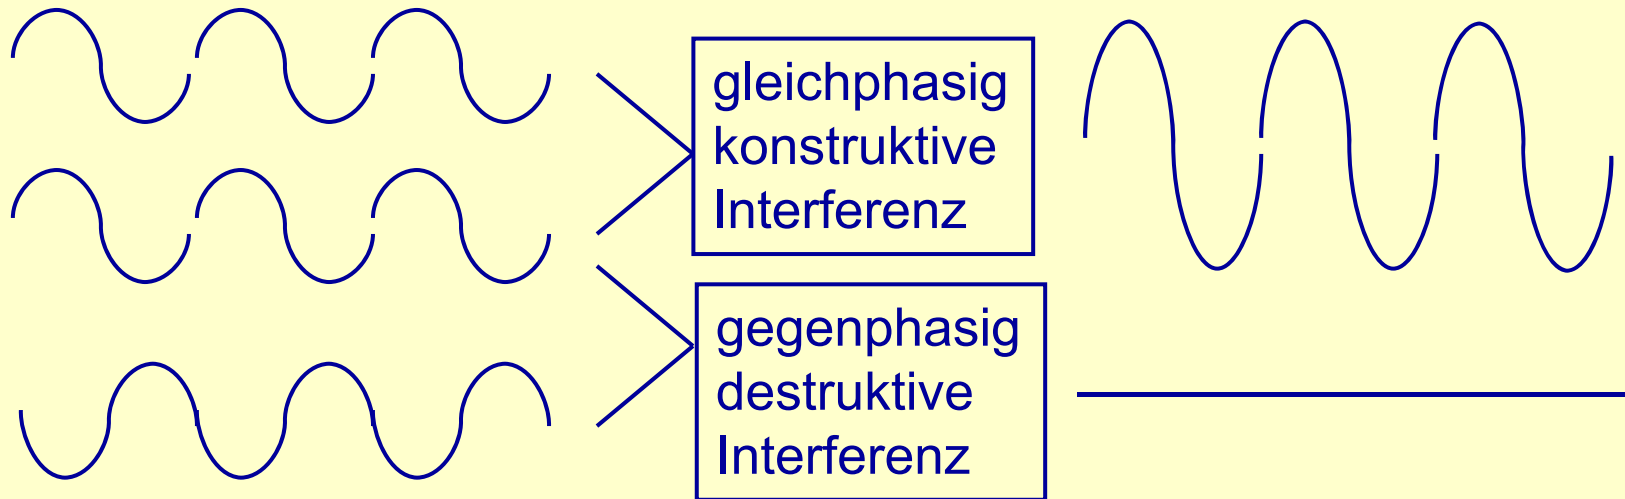 gleichphasig
konstruktive
Interferenz
gegenphasig
destruktive
Interferenz